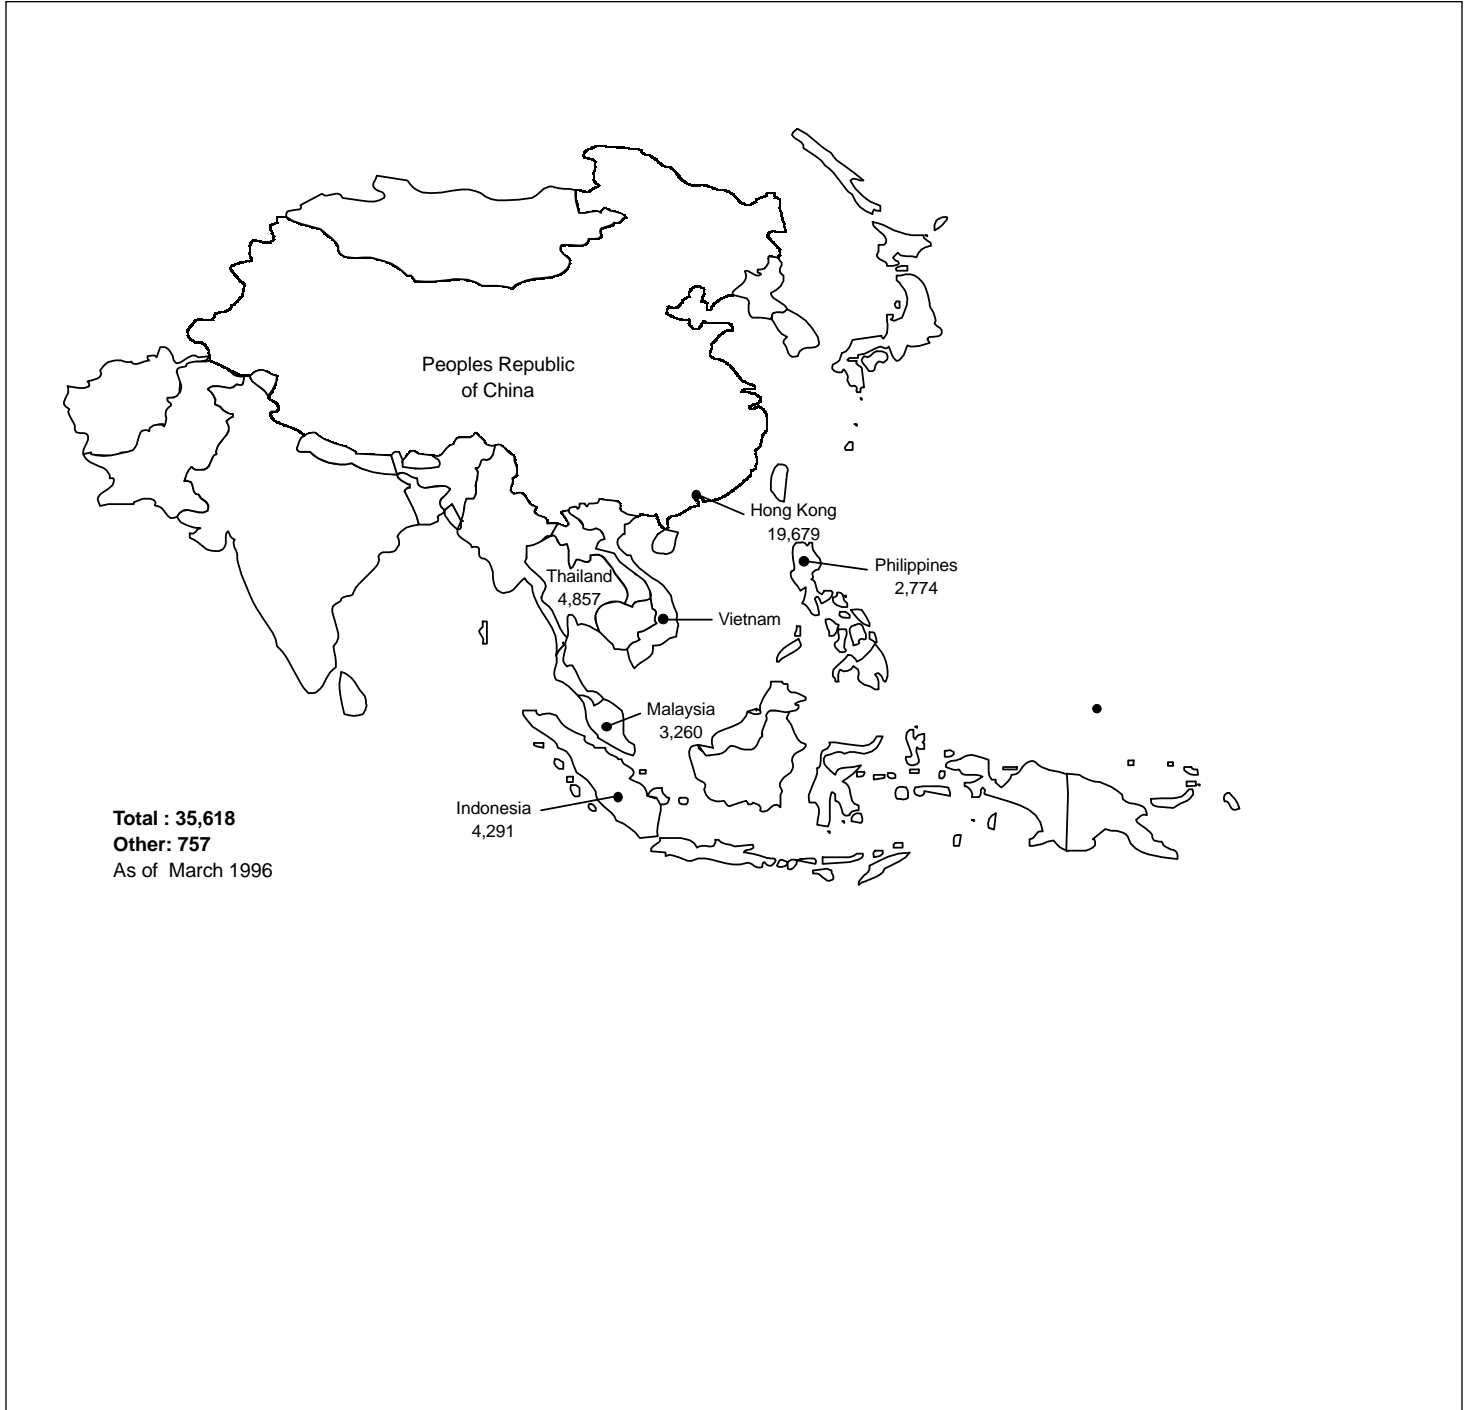 Peoples Republic
of China
Hong Kong
19,679
Philippines
2,774
Thailand
4,857
Vietnam
Malaysia
3,260
Indonesia
4,291
Total : 35,618
Other: 757
As of  March 1996